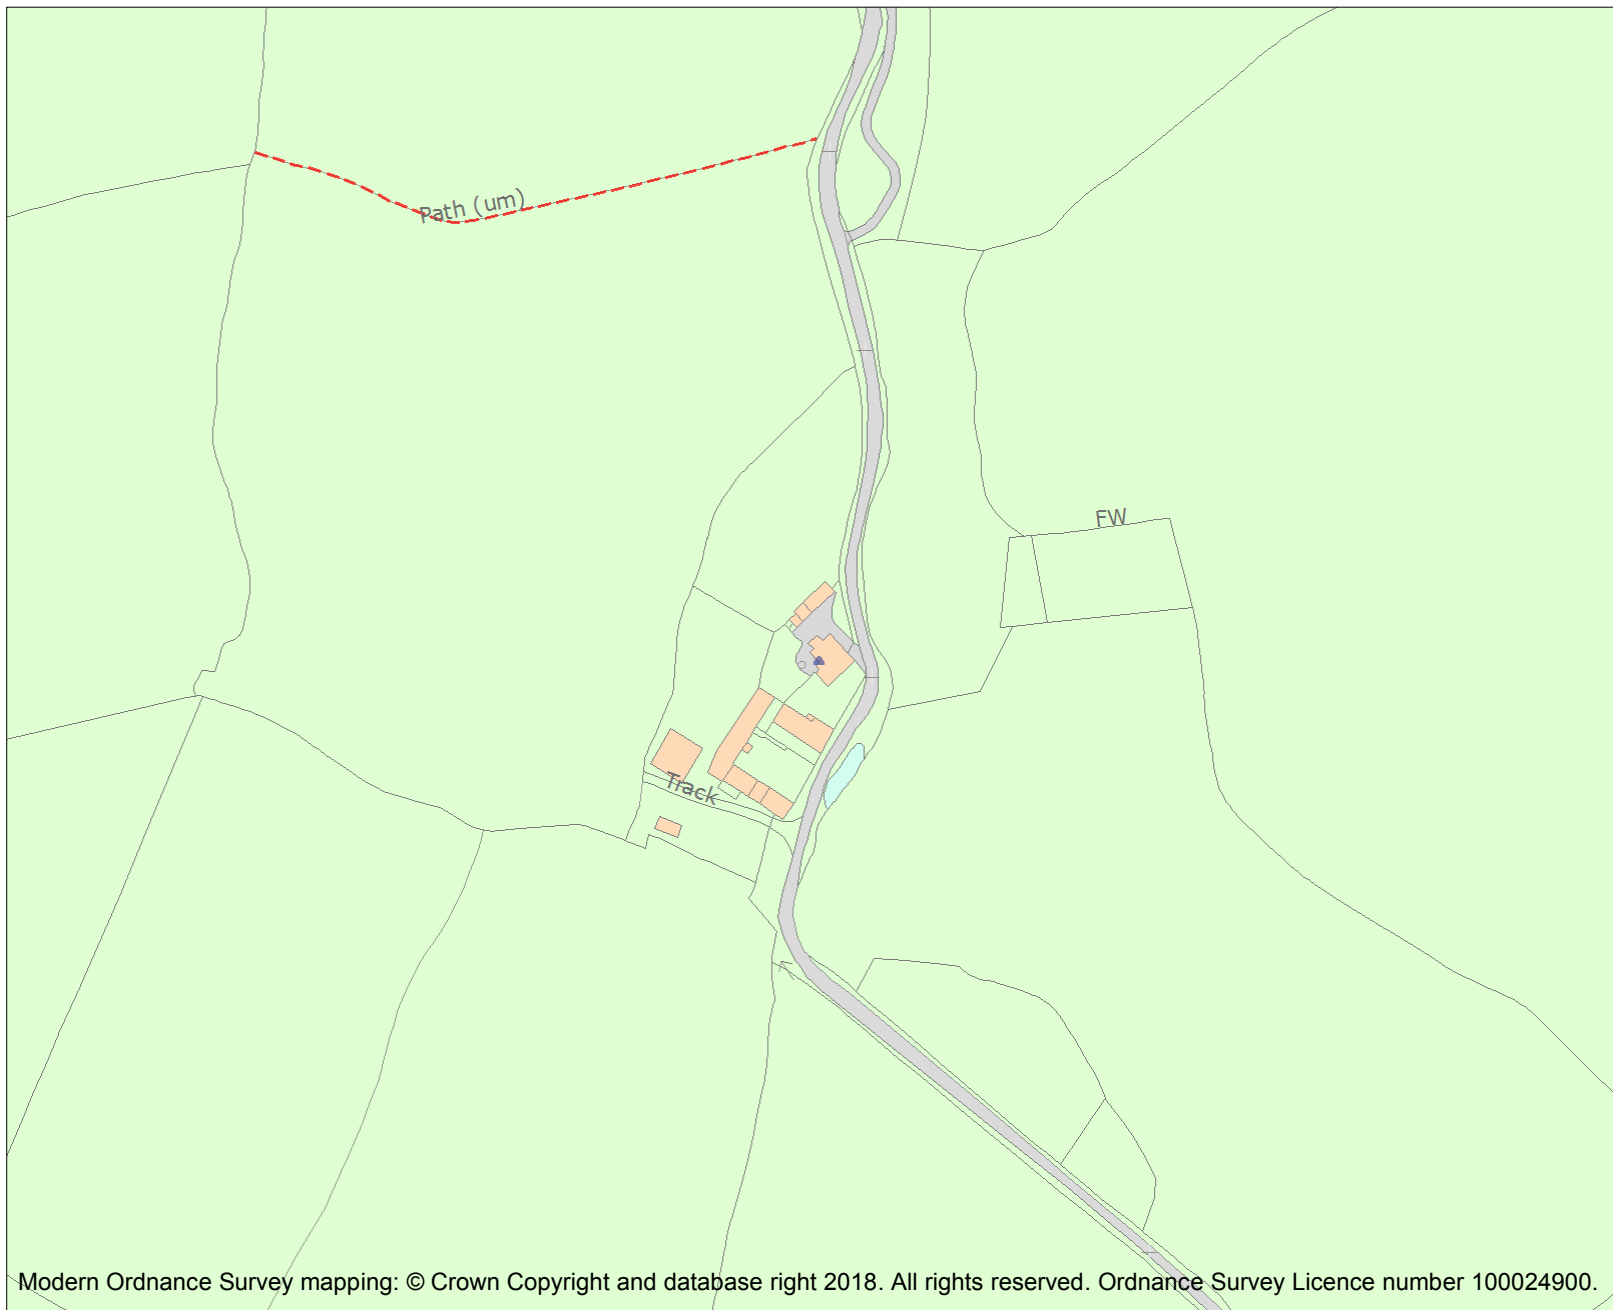 Path (um)
FW
Track
Modern Ordnance Survey mapping: © Crown Copyright and database right 2018. All rights reserved. Ordnance Survey Licence number 100024900.